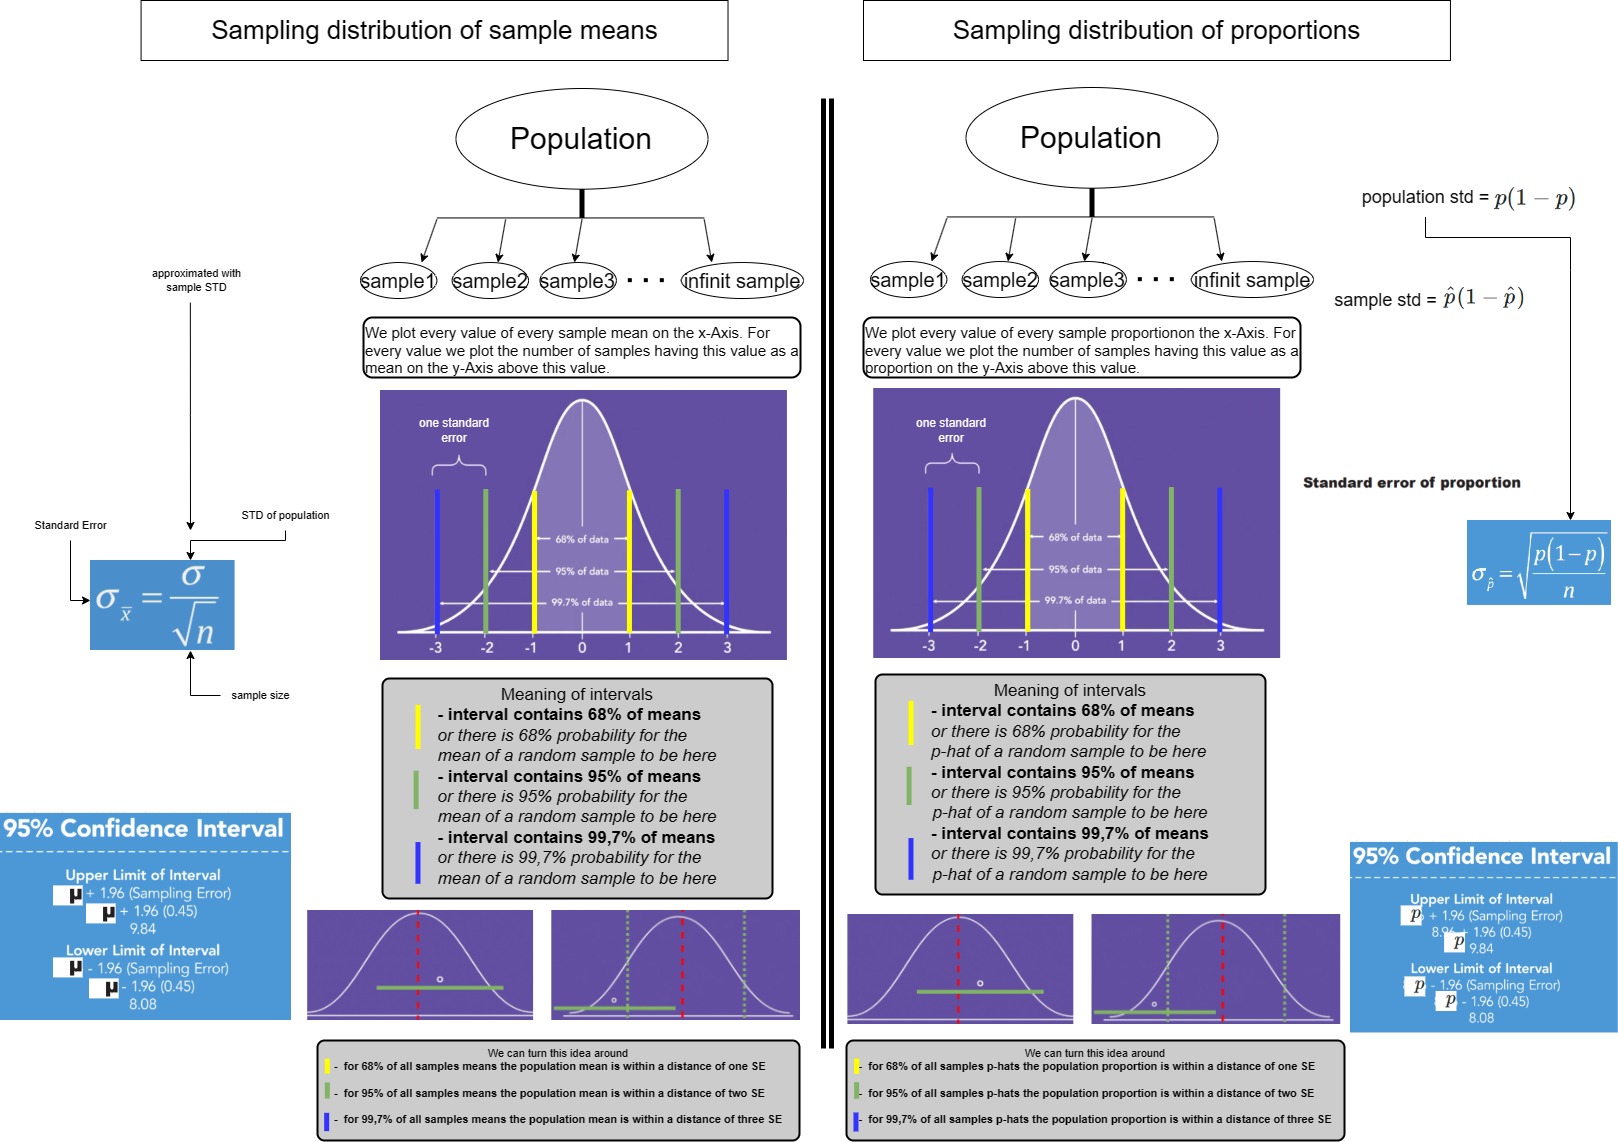 Sampling distribution of sample means
Population
sample1
sample2
sample3
. . .
infinit sample
We plot every value of every sample mean on the x-Axis. For
every value we plot the number of samples having this value as a
mean on the y-Axis above this value.
approximated with
sample STD
Standard Error
STD of population
σx̅ = σ/√n
sample size
one standard
error
68% of data
95% of data
99.7% of data
-3 -2 -1 0 1 2 3
Meaning of intervals
- interval contains 68% of means
or there is 68% probability for the
mean of a random sample to be here
- interval contains 95% of means
or there is 95% probability for the
mean of a random sample to be here
- interval contains 99,7% of means
or there is 99,7% probability for the
mean of a random sample to be here
95% Confidence Interval
Upper Limit of Interval
μ + 1.96 (Sampling Error)
μ + 1.96 (0.45)
9.84
Lower Limit of Interval
μ - 1.96 (Sampling Error)
μ - 1.96 (0.45)
8.08
We can turn this idea around
- for 68% of all samples means the population mean is within a distance of one SE
- for 95% of all samples means the population mean is within a distance of two SE
- for 99,7% of all samples means the population mean is within a distance of three SE
Sampling distribution of proportions
Population
sample1
sample2
sample3
. . .
infinit sample
We plot every value of every sample proportionon the x-Axis. For
every value we plot the number of samples having this value as a
proportion on the y-Axis above this value.
population std = p(1 − p)
sample std = p̂(1 − p̂)
Standard error of proportion
σp̂ = √(p(1−p)/n)
one standard
error
68% of data
95% of data
99.7% of data
-3 -2 -1 0 1 2 3
Meaning of intervals
- interval contains 68% of means
or there is 68% probability for the
p-hat of a random sample to be here
- interval contains 95% of means
or there is 95% probability for the
p-hat of a random sample to be here
- interval contains 99,7% of means
or there is 99,7% probability for the
p-hat of a random sample to be here
95% Confidence Interval
Upper Limit of Interval
p + 1.96 (Sampling Error)
8.96 + 1.96 (0.45)
p 9.84
Lower Limit of Interval
p - 1.96 (Sampling Error)
p - 1.96 (0.45)
8.08
We can turn this idea around
- for 68% of all samples p-hats the population proportion is within a distance of one SE
- for 95% of all samples p-hats the population proportion is within a distance of two SE
- for 99,7% of all samples p-hats the population proportion is within a distance of three SE